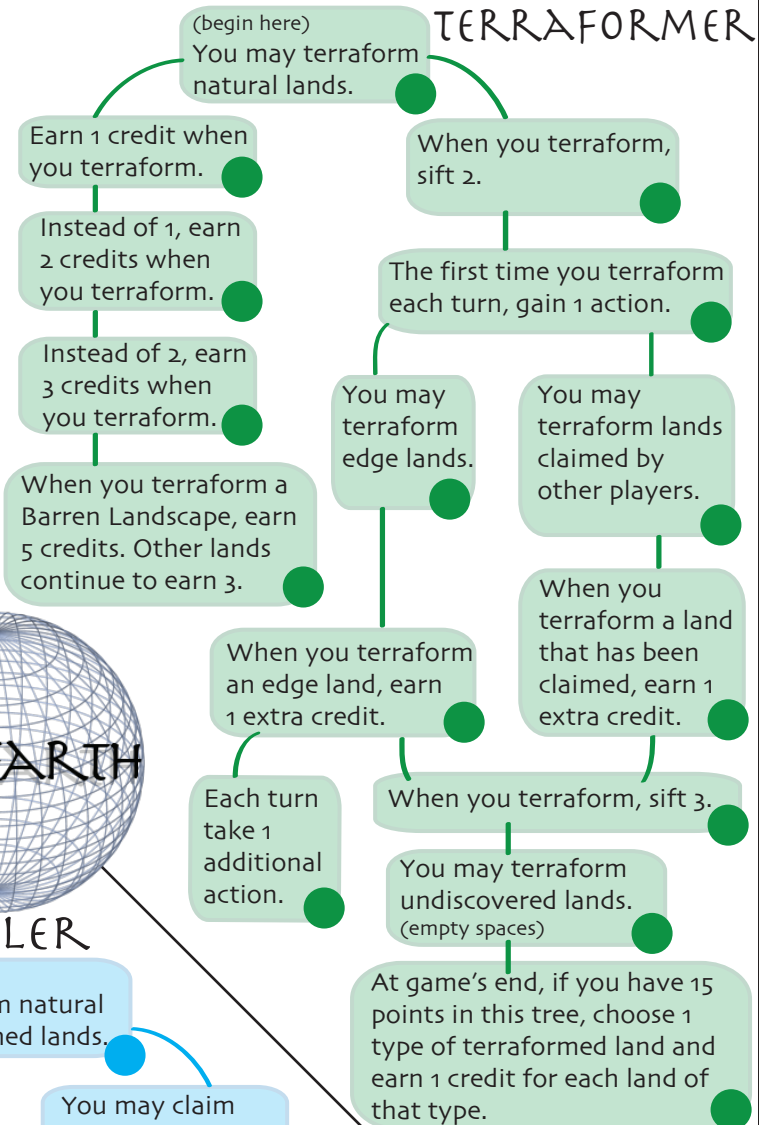 TERRAFORMER
(begin here)
You may terraform
natural lands.
Earn 1 credit when
you terraform.
Instead of 1, earn
2 credits when
you terraform.
Instead of 2, earn
3 credits when
you terraform.
When you terraform a
Barren Landscape, earn
5 credits. Other lands
continue to earn 3.
When you terraform,
sift 2.
The first time you terraform
each turn, gain 1 action.
You may
terraform
edge lands.
You may
terraform lands
claimed by
other players.
When you terraform
an edge land, earn
1 extra credit.
When you
terraform a land
that has been
claimed, earn 1
extra credit.
Each turn
take 1
additional
action.
When you terraform, sift 3.
You may terraform
undiscovered lands.
(empty spaces)
At game's end, if you have 15
points in this tree, choose 1
type of terraformed land and
earn 1 credit for each land of
that type.
EARTH
LER
natural
lands.
You may claim